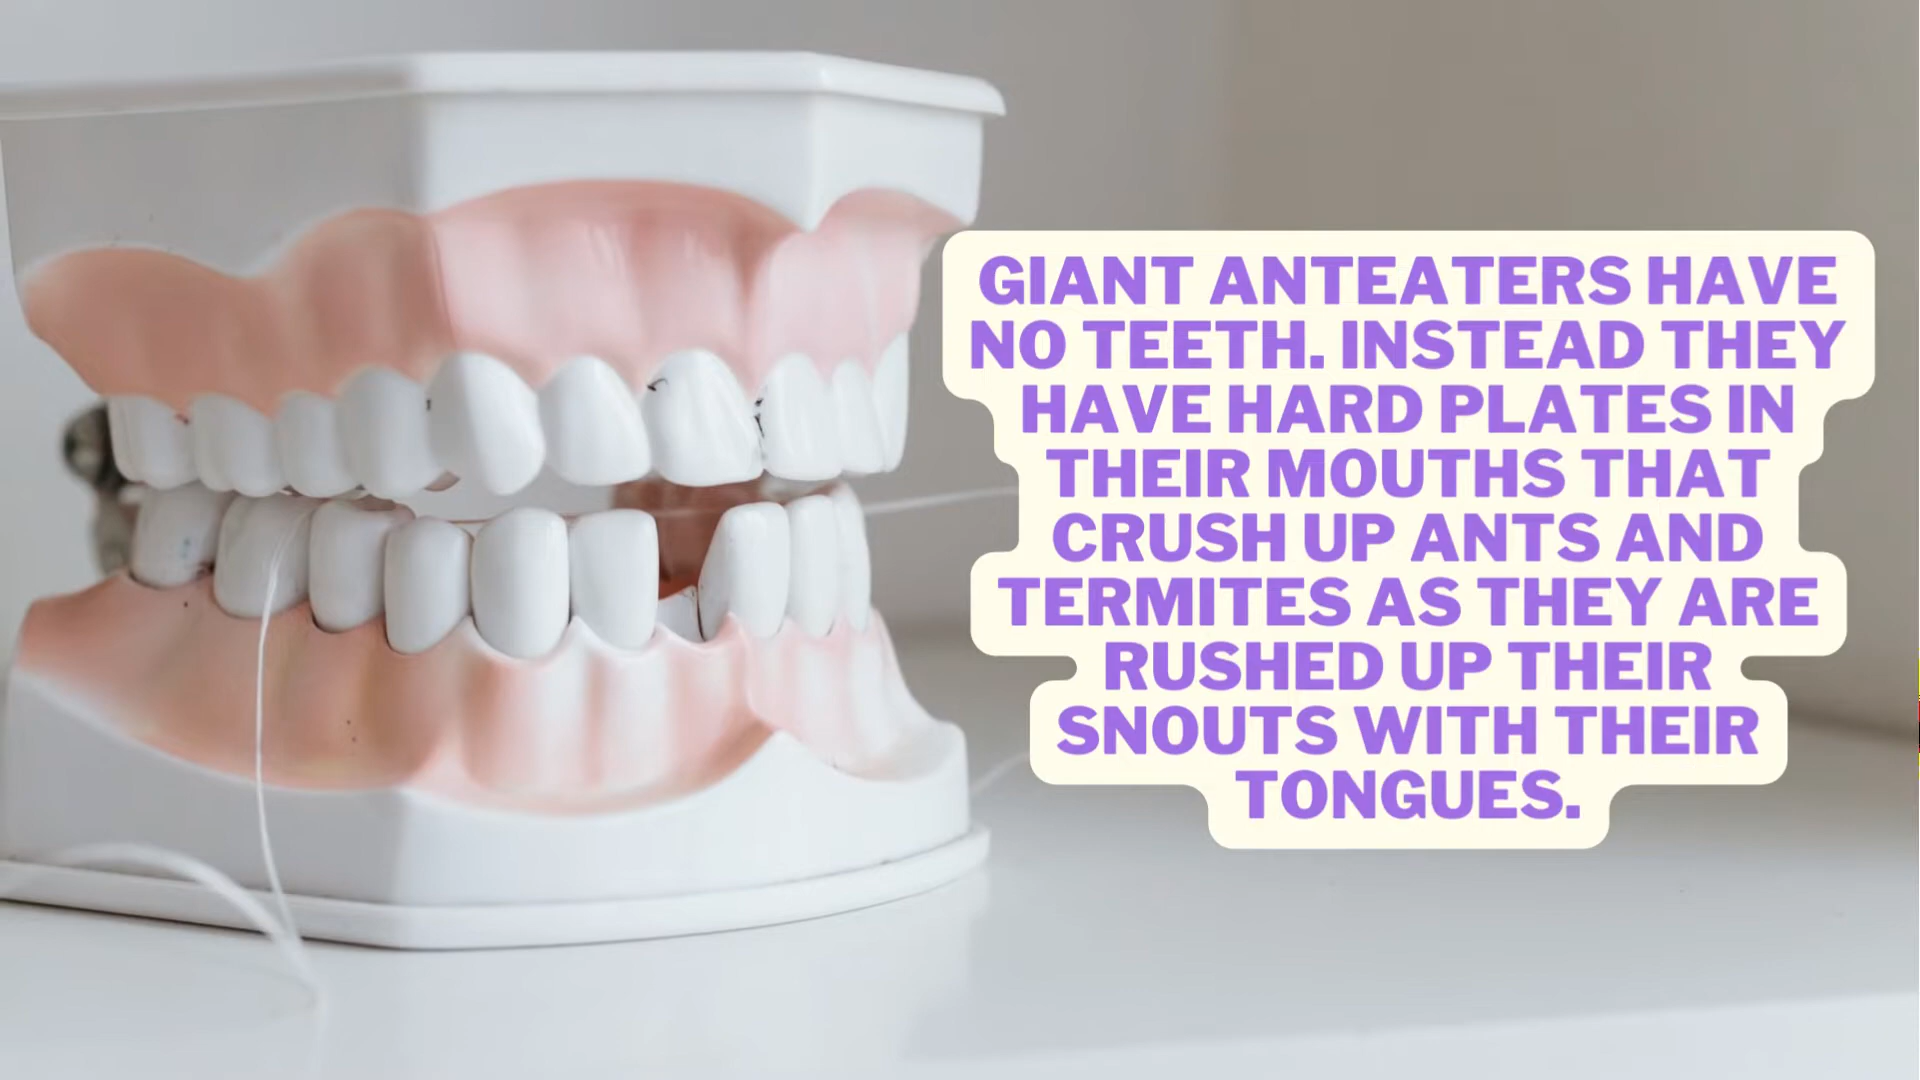 GIANT ANTEATERS HAVE
NO TEETH. INSTEAD THEY
HAVE HARD PLATES IN
THEIR MOUTHS THAT
CRUSH UP ANTS AND
TERMITES AS THEY ARE
RUSHED UP THEIR
SNOUTS WITH THEIR
TONGUES.